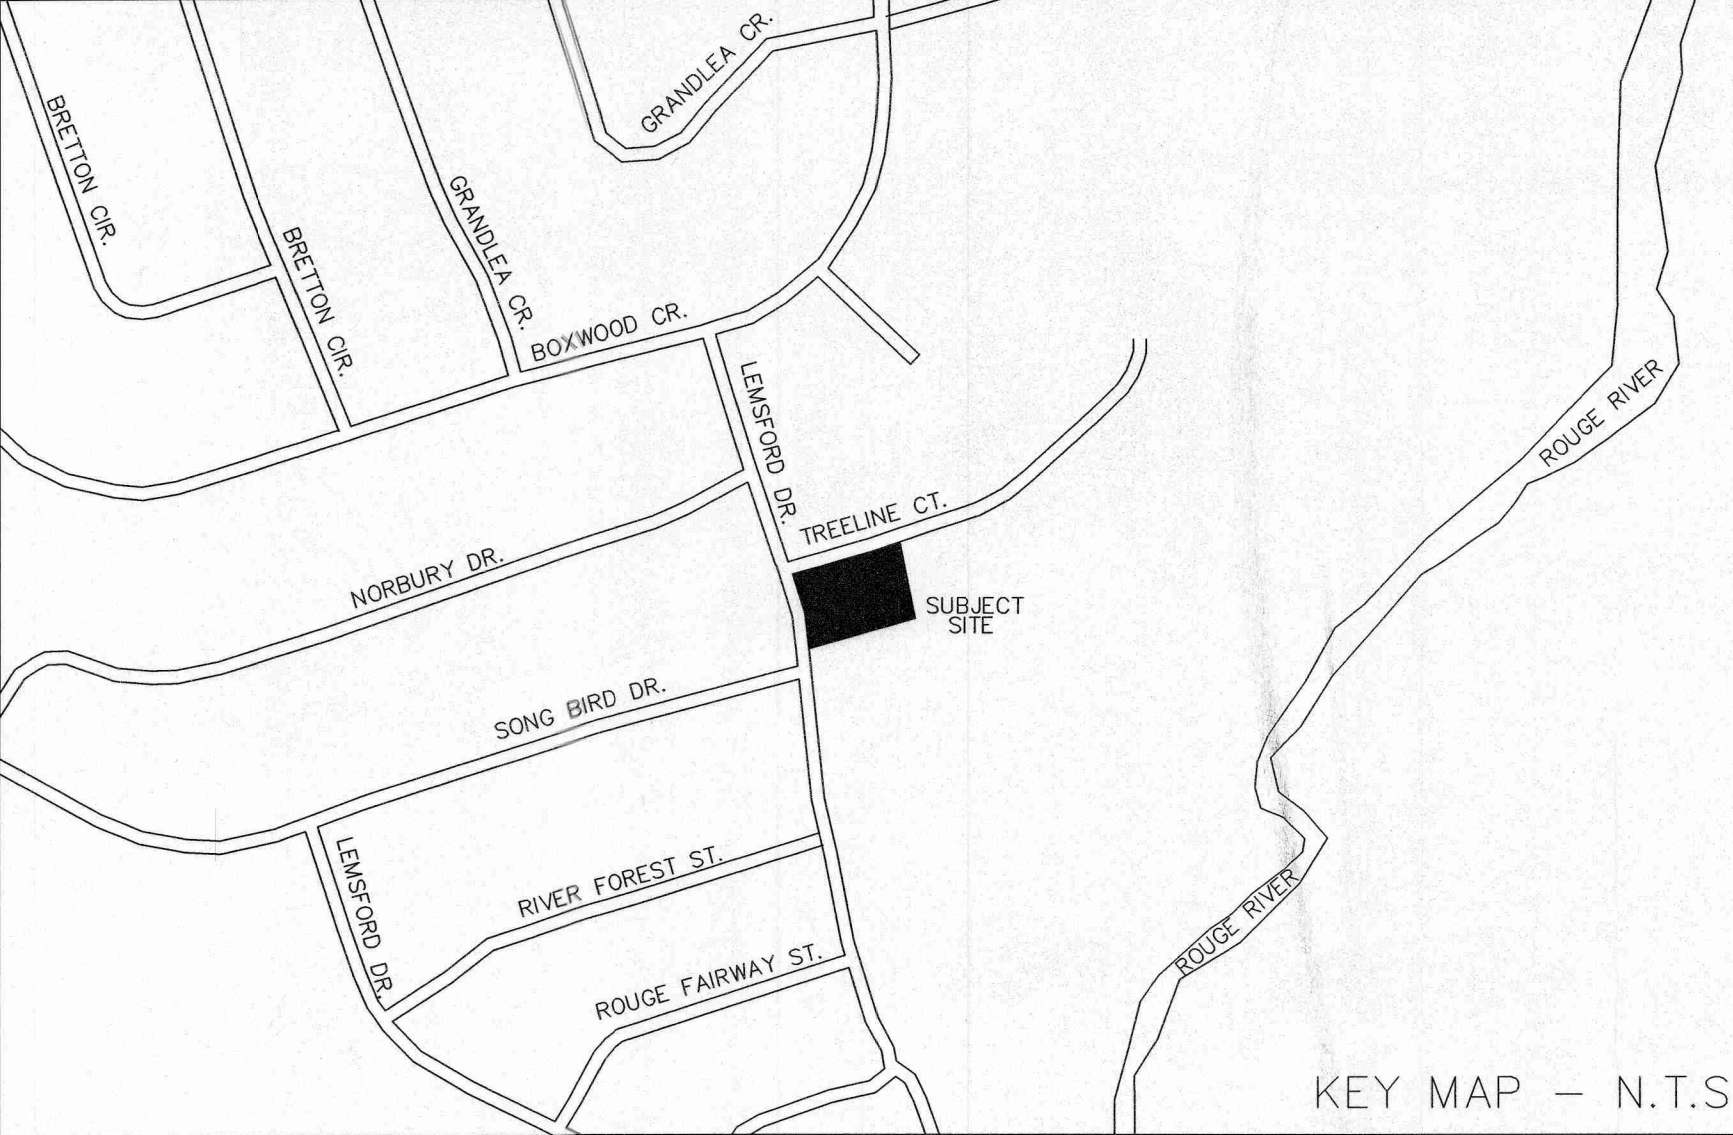 GRANDLEA CR.
BRETTON CIR.
GRANDLEA CR.
BRETTON CIR.
BOXWOOD CR.
LEMSFORD DR.
ROUGE RIVER
TREELINE CT.
NORBURY DR.
SUBJECT
SITE
SONG BIRD DR.
LEMSFORD DR.
RIVER FOREST ST.
ROUGE RIVER
ROUGE FAIRWAY ST.
KEY MAP - N.T.S